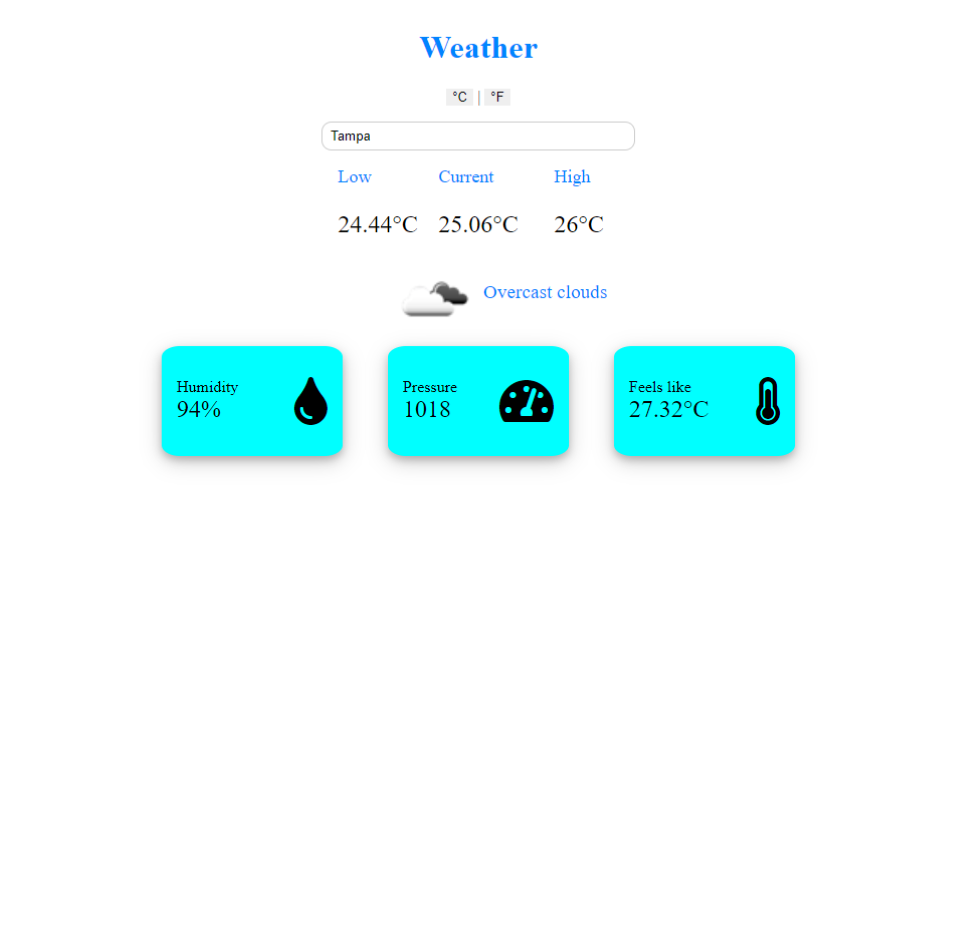 Weather
°C | °F
Tampa
Low Current High
24.44°C 25.06°C 26°C
Overcast clouds
Humidity Pressure Feels like
94% 1018 27.32°C